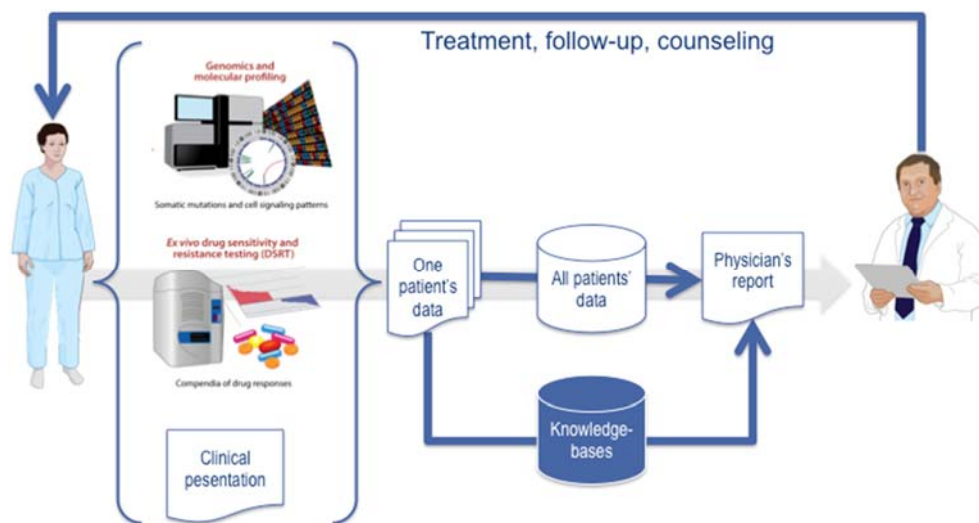 Treatment, follow-up, counseling
Genomics and
molecular profiling
Somatic mutations and cell signaling patterns
Ex vivo drug sensitivity and
resistance testing (DSRT)
Compendia of drug responses
Clinical
pesentation
One
patient's
data
All patients'
data
Physician's
report
Knowledge-
bases